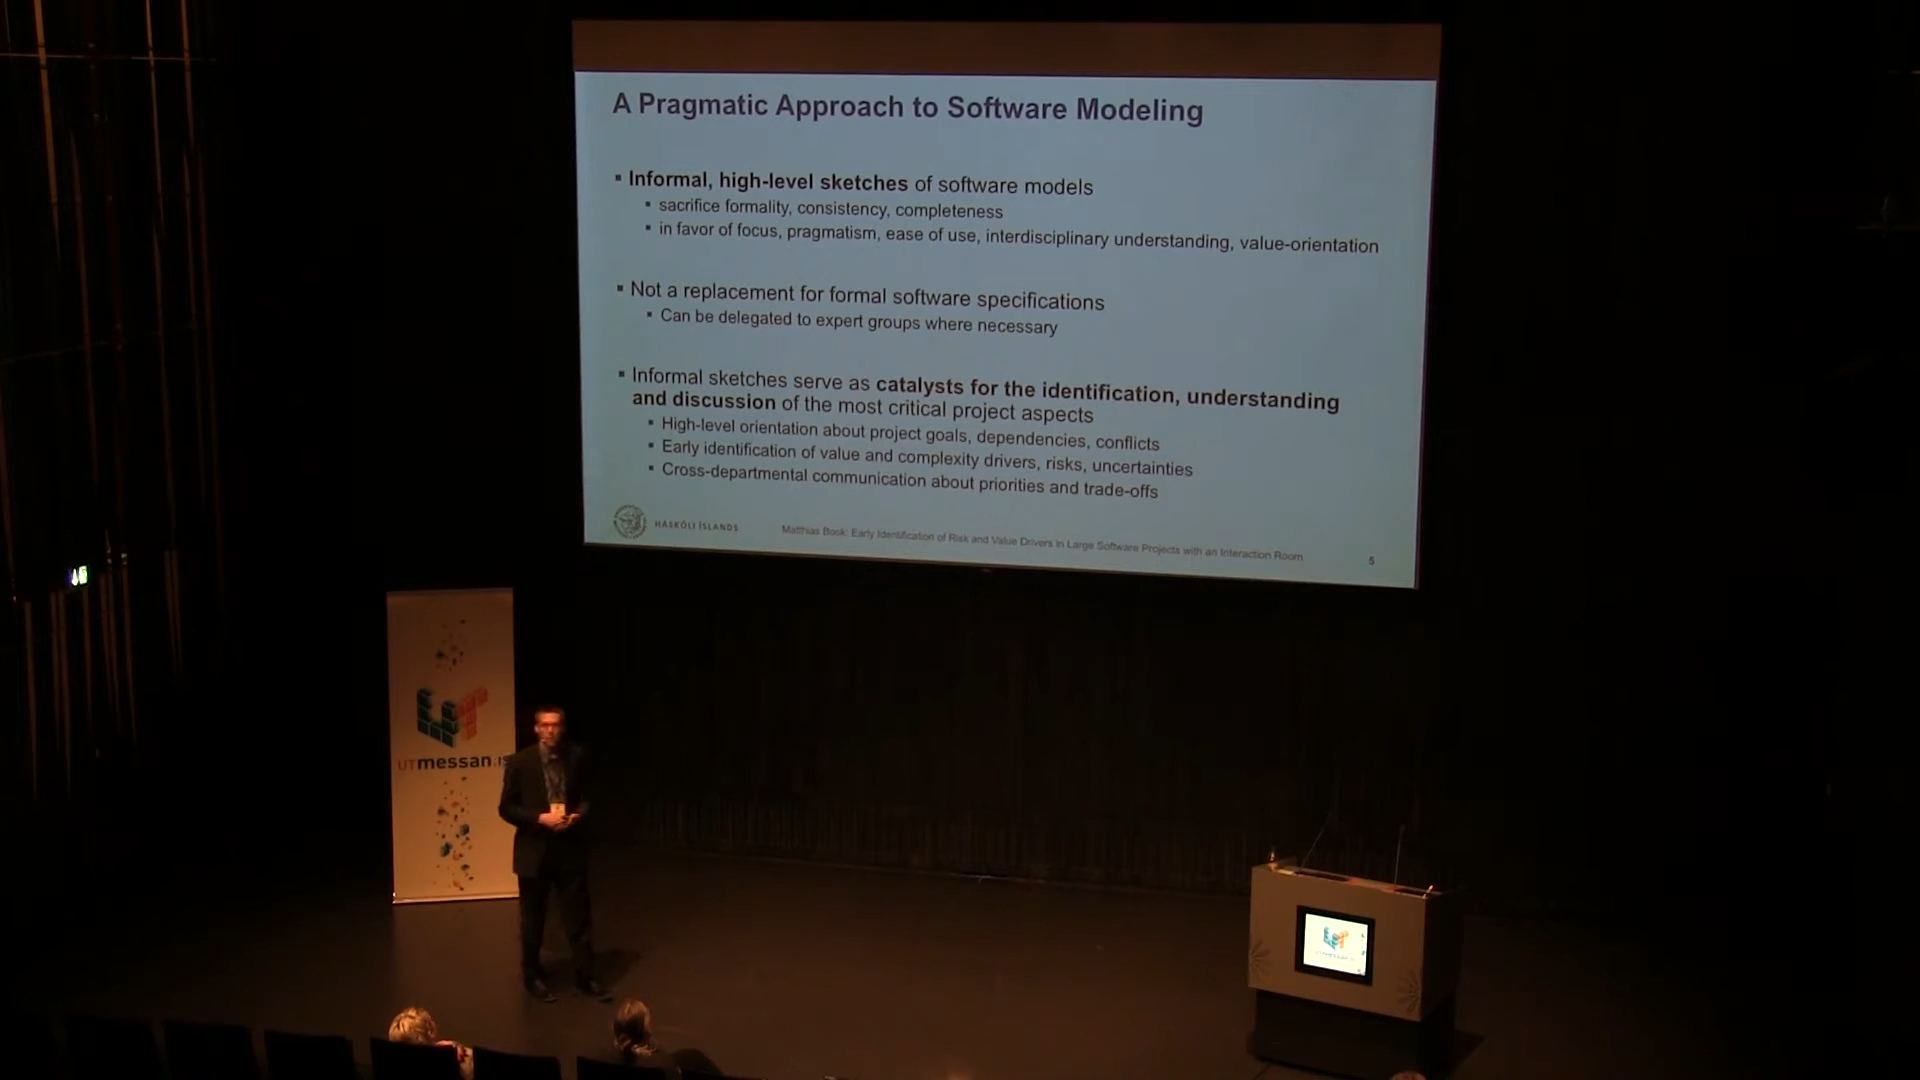 A Pragmatic Approach to Software Modeling
▪ Informal, high-level sketches of software models
▪ sacrifice formality, consistency, completeness
▪ in favor of focus, pragmatism, ease of use, interdisciplinary understanding, value-orientation
▪ Not a replacement for formal software specifications
▪ Can be delegated to expert groups where necessary
▪ Informal sketches serve as catalysts for the identification, understanding
and discussion of the most critical project aspects
▪ High-level orientation about project goals, dependencies, conflicts
▪ Early identification of value and complexity drivers, risks, uncertainties
▪ Cross-departmental communication about priorities and trade-offs
HÁSKÓLI ÍSLANDS
Matthias Book: Early Identification of Risk and Value Drivers in Large Software Projects with an Interaction Room
5
UT
UTmessan.is